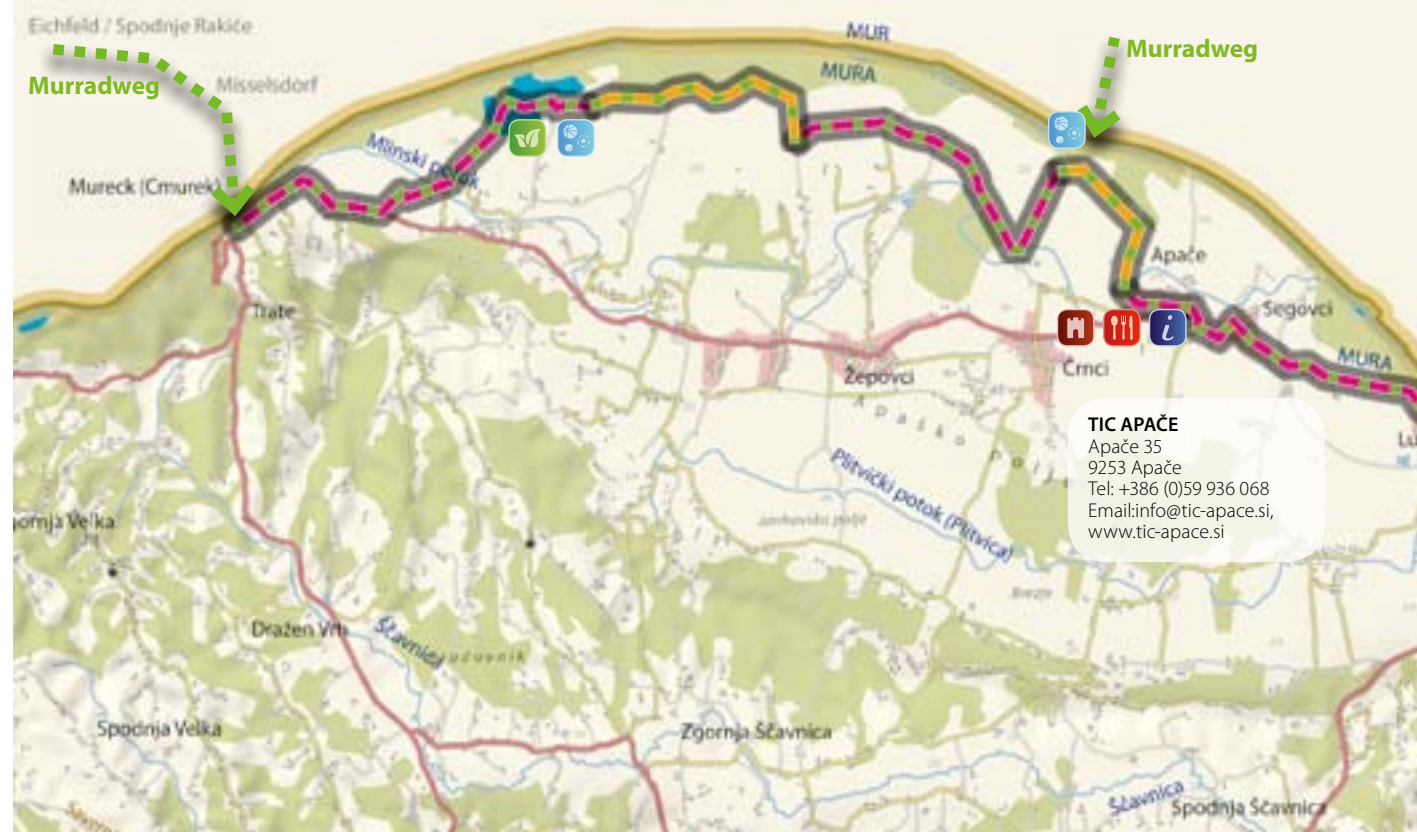 Eichfeld / Spodnje Rakiče
MUR
Murradweg
Murradweg
Misselsdorf
MURA
Mlinski potok
Mureck (Cmurek)
Apače
Trate
Segovci
MURA
Žepovci
Črnci
Apaško polje
TIC APAČE
Apače 35
9253 Apače
Tel: +386 (0)59 936 068
Email:info@tic-apace.si,
www.tic-apace.si
Plitvički potok (Plitvica)
Dražen Vrh
Ščavnica
Spodnja Velka
Zgornja Ščavnica
Ščavnica
Spodnja Ščavnica